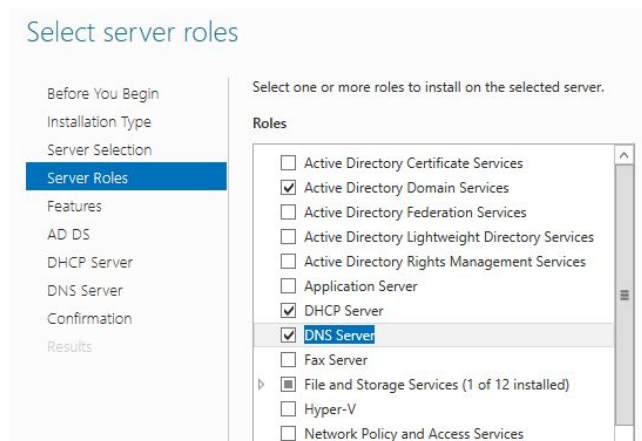 Select server roles
Before You Begin
Installation Type
Server Selection
Server Roles
Features
AD DS
DHCP Server
DNS Server
Confirmation
Results
Select one or more roles to install on the selected server.
Roles
Active Directory Certificate Services
Active Directory Domain Services
Active Directory Federation Services
Active Directory Lightweight Directory Services
Active Directory Rights Management Services
Application Server
DHCP Server
DNS Server
Fax Server
File and Storage Services (1 of 12 installed)
Hyper-V
Network Policy and Access Services